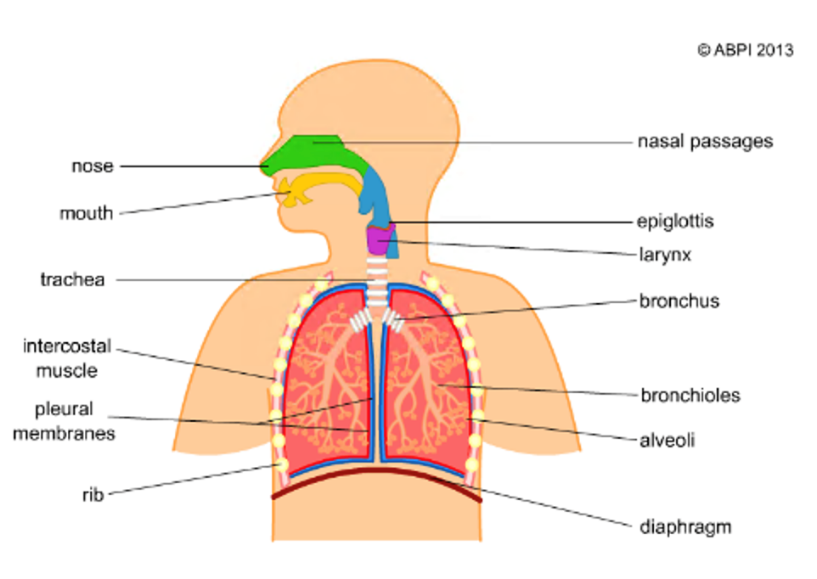 © ABPI 2013
nose
mouth
trachea
intercostal
muscle
pleural
membranes
rib
nasal passages
epiglottis
larynx
bronchus
bronchioles
alveoli
diaphragm